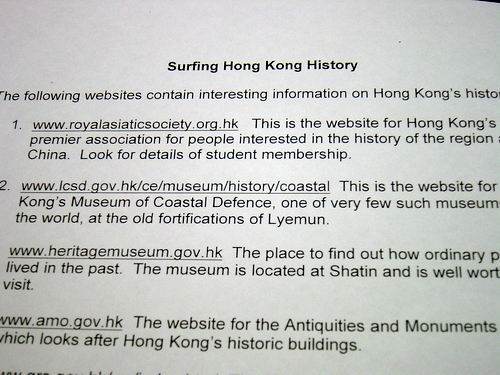 Surfing Hong Kong History
The following websites contain interesting information on Hong Kong's
1. www.royalasiaticsociety.org.hk This is the website for Hong Kong's
premier association for people interested in the history of the region
China. Look for details of student membership.
2. www.lcsd.gov.hk/ce/museum/history/coastal This is the website for
Kong's Museum of Coastal Defence, one of very few such museum
the world, at the old fortifications of Lyemun.
www.heritagemuseum.gov.hk The place to find out how ordinary
lived in the past. The museum is located at Shatin and is well
visit.
www.amo.gov.hk The website for the Antiquities and Monuments
which looks after Hong Kong's historic buildings.